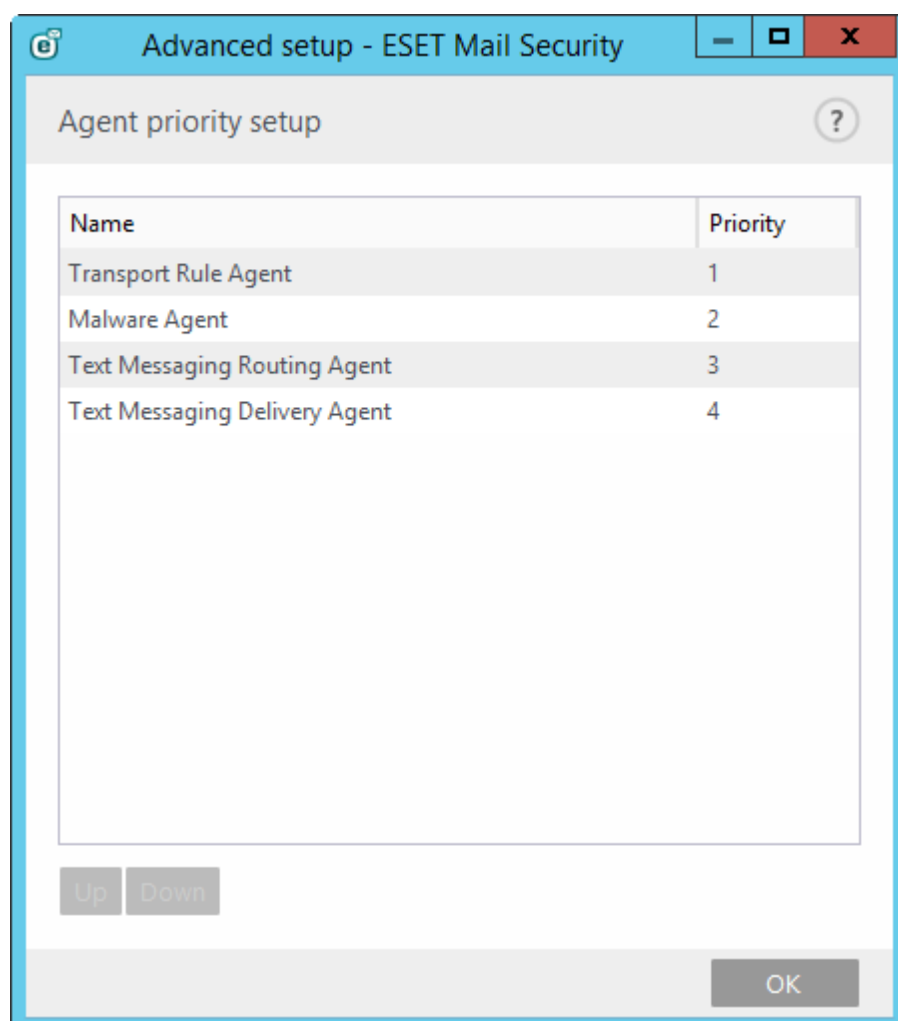 e
Advanced setup - ESET Mail Security
Agent priority setup
?
Name Priority
Transport Rule Agent 1
Malware Agent 2
Text Messaging Routing Agent 3
Text Messaging Delivery Agent 4
Up Down
OK